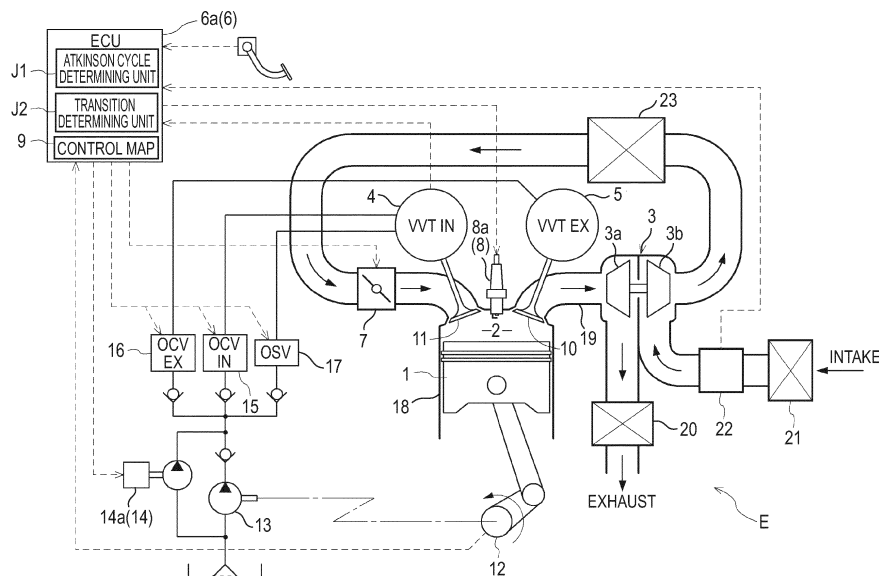 6a(6)
ECU
J1
ATKINSON CYCLE
DETERMINING UNIT
J2
TRANSITION
DETERMINING UNIT
9
CONTROL MAP
23
4
VVT IN
8a
(8)
VVT EX
5
3
3a
3b
7
11
-2-
10
19
16
OCV
EX
OCV
IN
OSV
17
15
1
18
INTAKE
20
22
21
14a(14)
13
12
EXHAUST
E